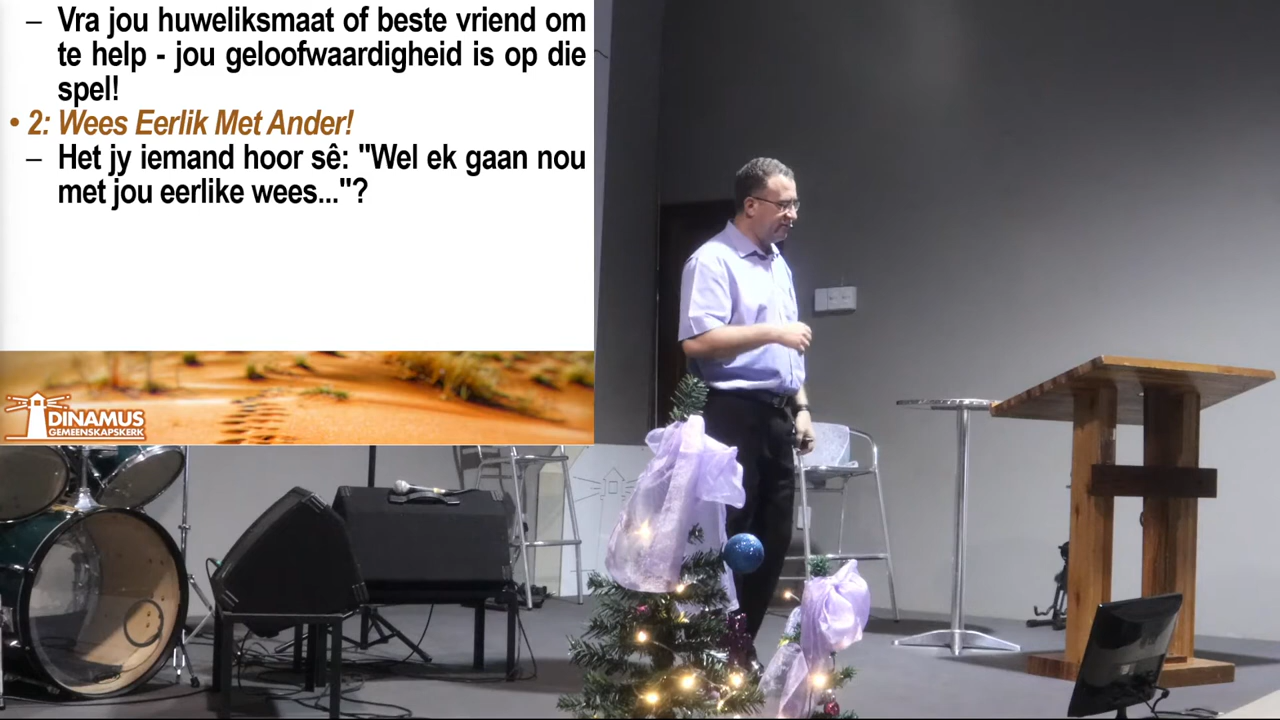 – Vra jou huweliksmaat of beste vriend om
te help - jou geloofwaardigheid is op die
spel!
• 2: Wees Eerlik Met Ander!
– Het jy iemand hoor sê: "Wel ek gaan nou
met jou eerlike wees..."?
DINAMUS
GEMEENSKAPSKERK